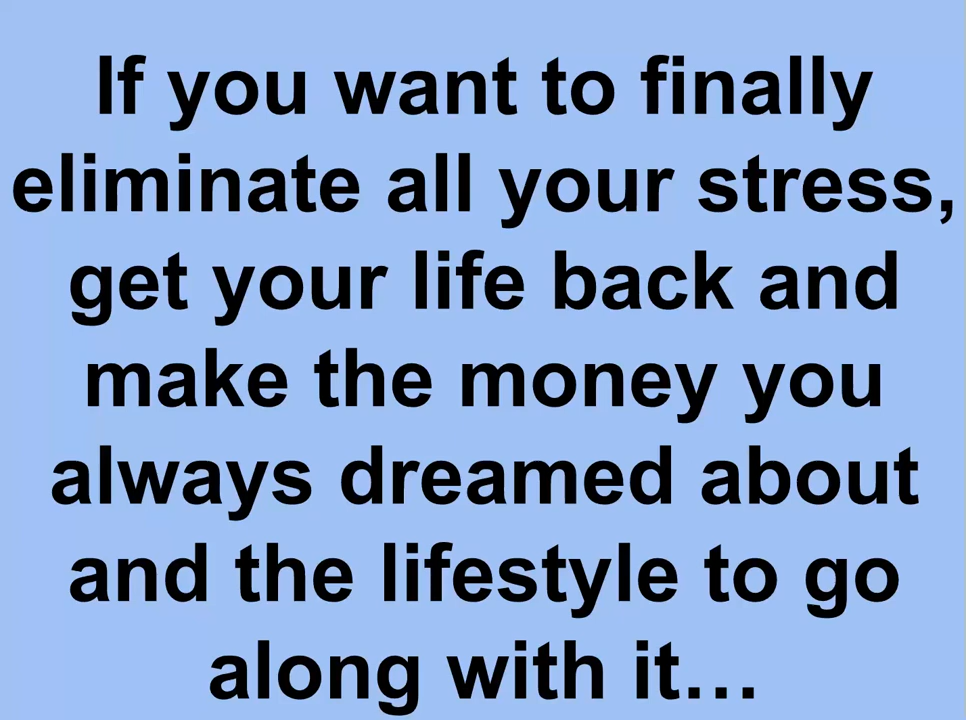 If you want to finally
eliminate all your stress,
get your life back and
make the money you
always dreamed about
and the lifestyle to go
along with it…